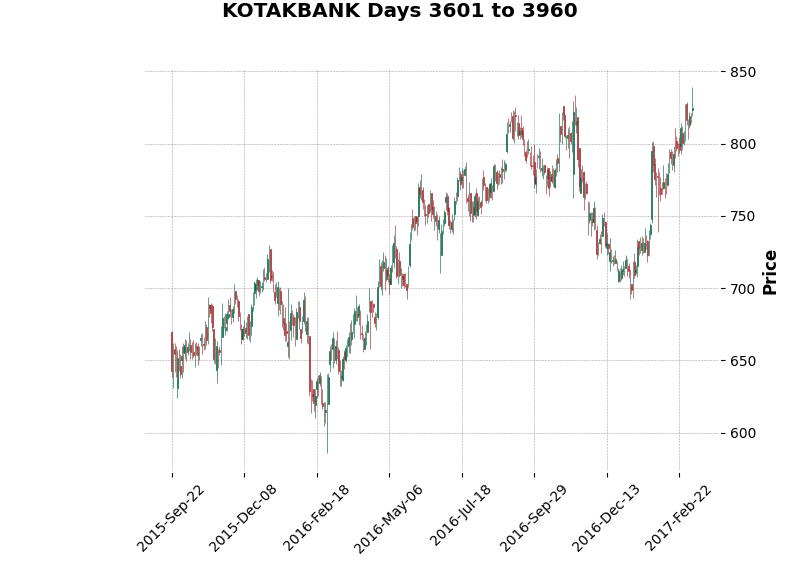 KOTAKBANK Days 3601 to 3960
850
800
750
700
650
600
Price
2015-Sep-22
2015-Dec-08
2016-Feb-18
2016-May-06
2016-Jul-18
2016-Sep-29
2016-Dec-13
2017-Feb-22